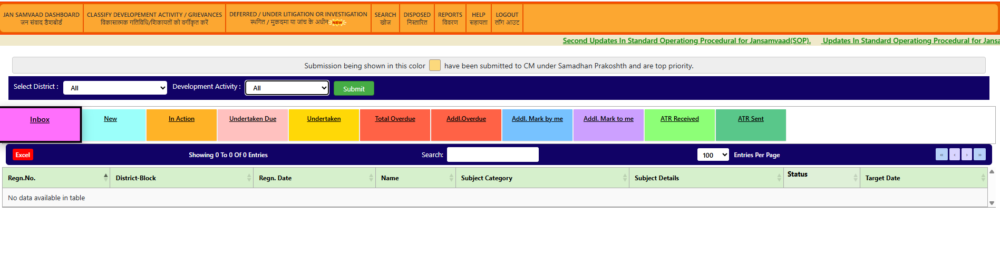 JAN SAMVAAD DASHBOARD
जन संवाद डैशबोर्ड
CLASSIFY DEVELOPEMENT ACTIVITY / GRIEVANCES
विकासात्मक गतिविधि/शिकायतों को वर्गीकृत करें
DEFERRED / UNDER LITIGATION OR INVESTIGATION
स्थगित / मुकदमा या जांच के अधीन NEW
SEARCH
खोज
DISPOSED
निस्तारित
REPORTS
विवरण
HELP
सहायता
LOGOUT
लॉग आउट
Second Updates In Standard Operationg Procedural for Jansamvaad(SOP). Updates In Standard Operationg Procedural for Jansa
Submission being shown in this color have been submitted to CM under Samadhan Prakoshth and are top priority.
Select District : All Development Activity : All Submit
Inbox New In Action Undertaken Due Undertaken Total Overdue Addl.Overdue Addl. Mark by me Addl. Mark to me ATR Received ATR Sent
Excel Showing 0 To 0 Of 0 Entries Search: 100 Entries Per Page « ‹ › »
Regn.No. District-Block Regn. Date Name Subject Category Subject Details Status Target Date
No data available in table